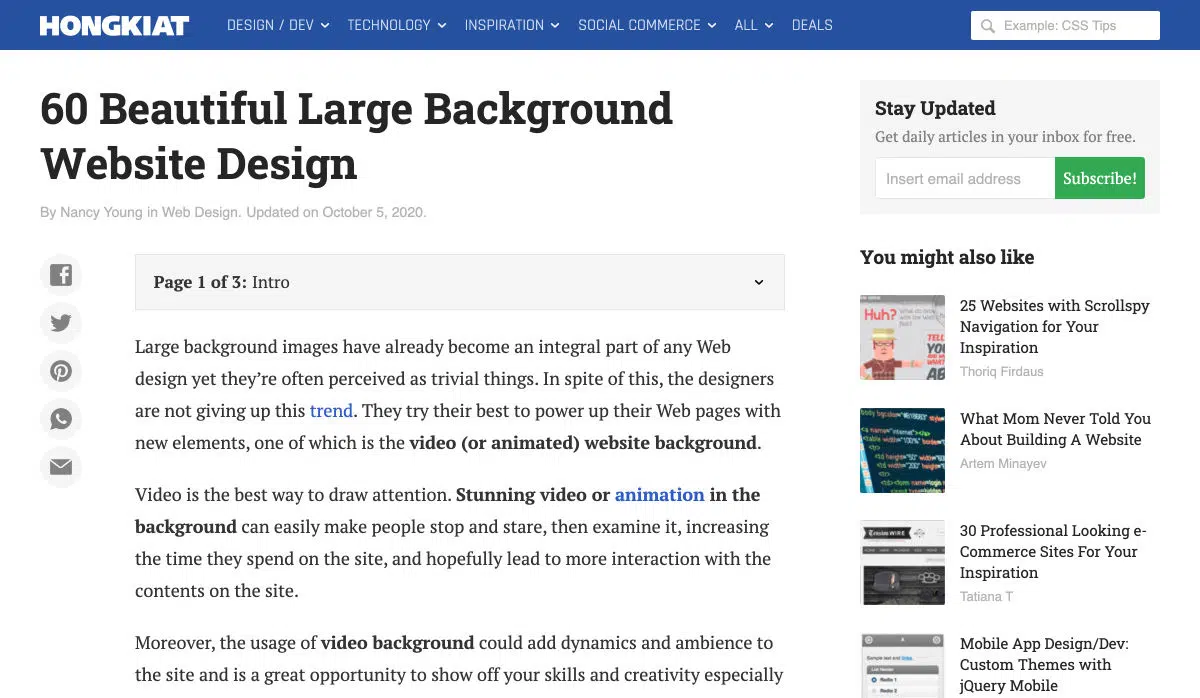 HONGKIAT
DESIGN / DEV
TECHNOLOGY
INSPIRATION
SOCIAL COMMERCE
ALL
DEALS
Example: CSS Tips
60 Beautiful Large Background
Website Design
By Nancy Young in Web Design. Updated on October 5, 2020.
Page 1 of 3: Intro
Large background images have already become an integral part of any Web
design yet they’re often perceived as trivial things. In spite of this, the designers
are not giving up this trend. They try their best to power up their Web pages with
new elements, one of which is the video (or animated) website background.
Video is the best way to draw attention. Stunning video or animation in the
background can easily make people stop and stare, then examine it, increasing
the time they spend on the site, and hopefully lead to more interaction with the
contents on the site.
Moreover, the usage of video background could add dynamics and ambience to
the site and is a great opportunity to show off your skills and creativity especially
Stay Updated
Get daily articles in your inbox for free.
Insert email address
Subscribe!
You might also like
Huh?
25 Websites with Scrollspy
Navigation for Your
Inspiration
Thoriq Firdaus
What Mom Never Told You
About Building A Website
Artem Minayev
30 Professional Looking e-
Commerce Sites For Your
Inspiration
Tatiana T
Mobile App Design/Dev:
Custom Themes with
jQuery Mobile
Radio 1
Radio 2